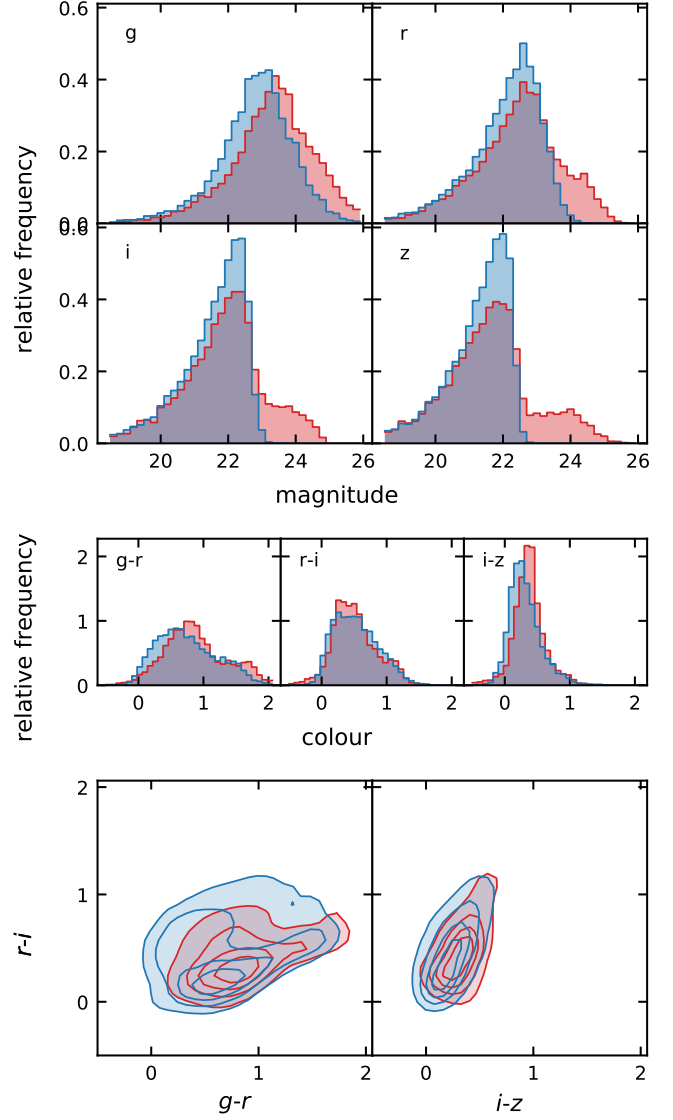 0.6
g
r
0.4
0.2
0.0
relative frequency
0.6
i
z
0.4
0.2
0.0
20 22 24 26 20 22 24 26
magnitude
2
g-r
r-i
i-z
1
0
relative frequency
0 1 2 0 1 2 0 1 2
colour
2
1
0
r-i
0 1 2 0 1 2
g-r
i-z